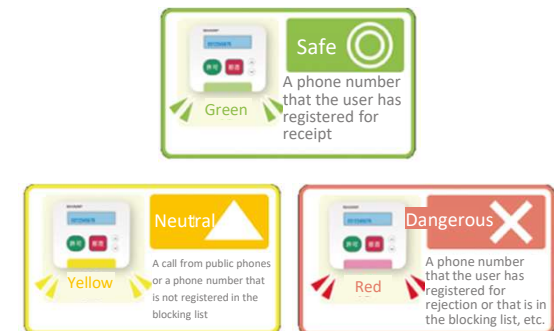 Safe
A phone number
that the user has
registered for
receipt
Green
Neutral
A call from public phones
or a phone number that
is not registered in the
blocking list
Yellow
Dangerous
A phone number
that the user has
registered for
rejection or that is in
the blocking list, etc.
Red